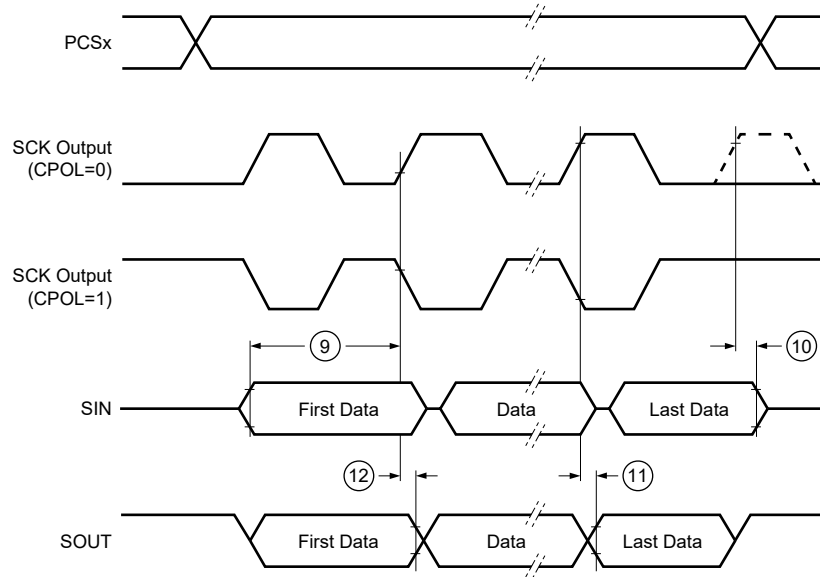 PCSx
SCK Output
(CPOL=0)
SCK Output
(CPOL=1)
9
10
SIN
First Data
Data
Last Data
12
11
SOUT
First Data
Data
Last Data